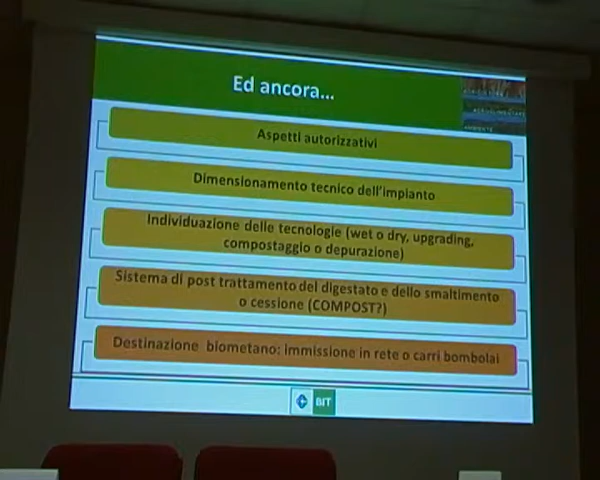 Ed ancora...
Aspetti autorizzativi
Dimensionamento tecnico dell'impianto
Individuazione delle tecnologie (wet o dry, upgrading,
compostaggio o depurazione)
Sistema di post trattamento del digestato e dello smaltimento
o cessione (COMPOST?)
Destinazione biometano: immissione in rete o carri bombolai
BIT